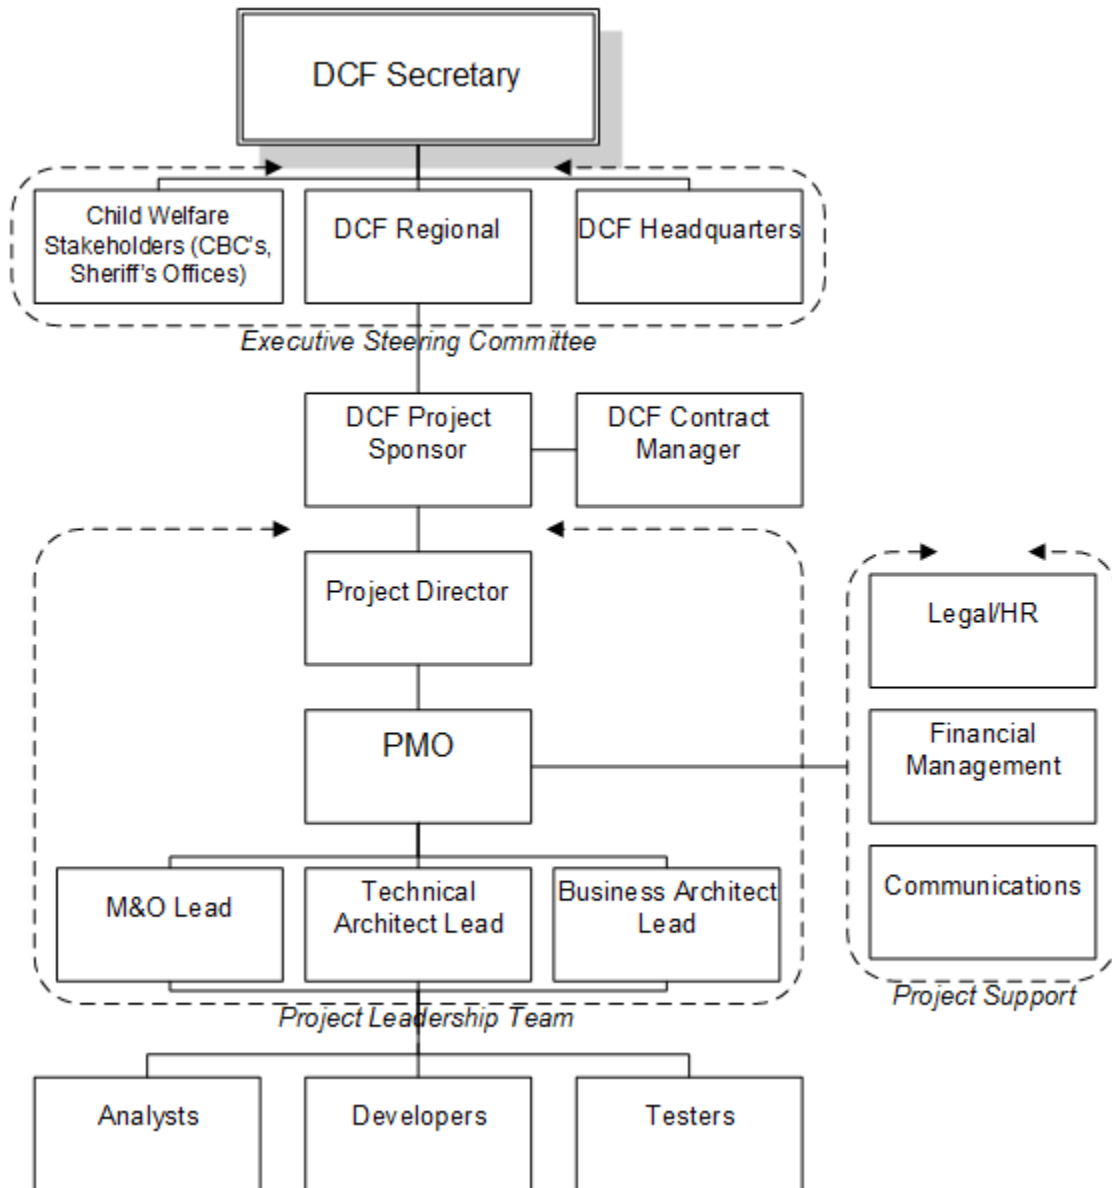 DCF Secretary
Child Welfare
Stakeholders (CBC's,
Sheriff's Offices)
DCF Regional
DCF Headquarters
Executive Steering Committee
DCF Project
Sponsor
DCF Contract
Manager
Project Director
Legal/HR
PMO
Financial
Management
M&O Lead
Technical
Architect Lead
Business Architect
Lead
Communications
Project Support
Project Leadership Team
Analysts
Developers
Testers